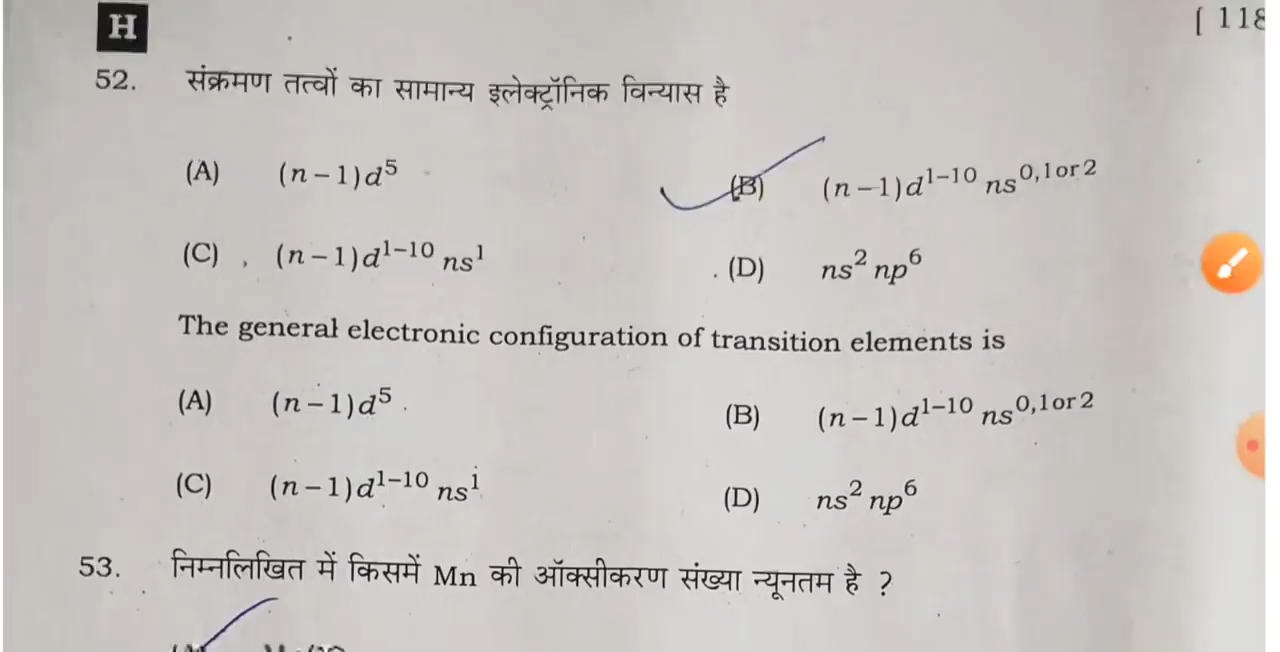 H
[ 118
52. संक्रमण तत्वों का सामान्य इलेक्ट्रॉनिक विन्यास है
(A) (n – 1)d⁵ (B) (n – 1)d¹⁻¹⁰ ns⁰,¹ ᵒʳ ²
(C) (n – 1)d¹⁻¹⁰ ns¹ (D) ns² np⁶
The general electronic configuration of transition elements is
(A) (n – 1)d⁵ (B) (n – 1)d¹⁻¹⁰ ns⁰,¹ ᵒʳ ²
(C) (n – 1)d¹⁻¹⁰ ns¹ (D) ns² np⁶
53. निम्नलिखित में किसमें Mn की ऑक्सीकरण संख्या न्यूनतम है ?